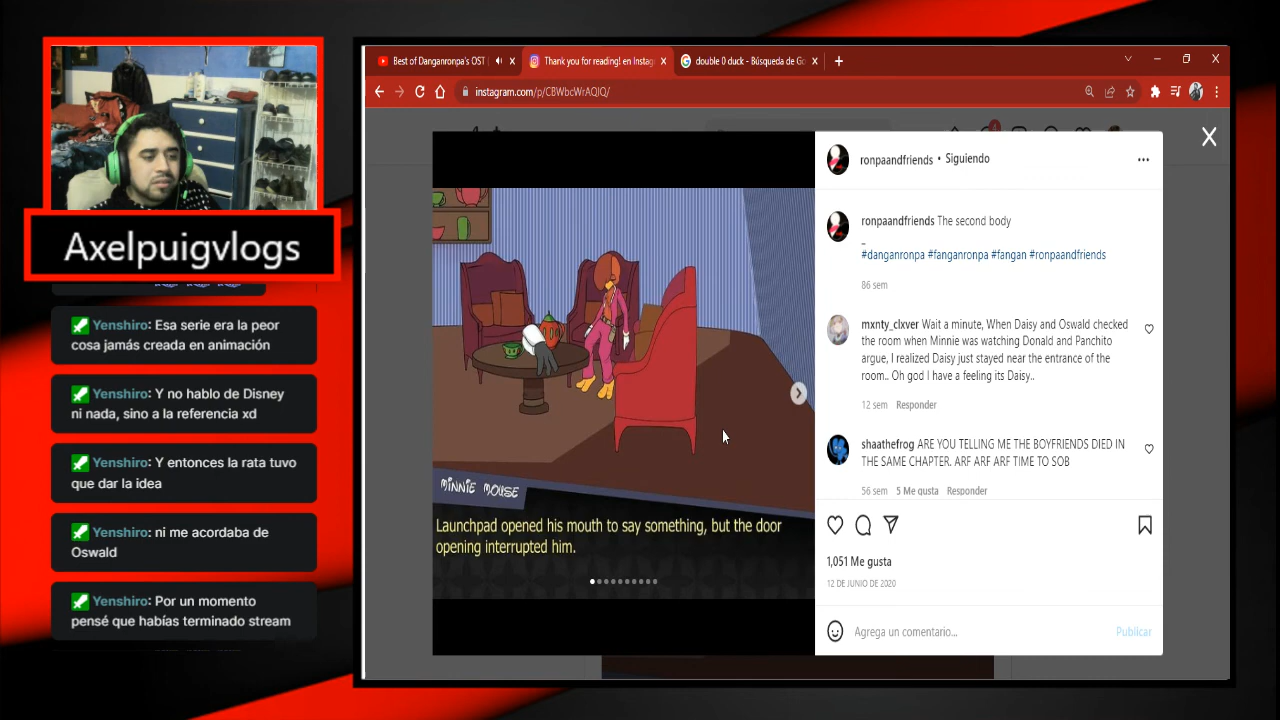 Axelpuigvlogs
Yenshiro: Esa serie era la peor
cosa jamás creada en animación
Yenshiro: Y no hablo de Disney
ni nada, sino a la referencia xd
Yenshiro: Y entonces la rata tuvo
que dar la idea
Yenshiro: ni me acordaba de
Oswald
Yenshiro: Por un momento
pensé que habías terminado stream
Best of Danganronpa's OST
Thank you for reading! en Instag
double 0 duck - Búsqueda de Go
instagram.com/p/CBWbcWrAQIQ/
MINNIE MOUSE
Launchpad opened his mouth to say something, but the door
opening interrupted him.
ronpaandfriends • Siguiendo
ronpaandfriends The second body
_
#danganronpa #fanganronpa #fangan #ronpaandfriends
86 sem
mxnty_clxver Wait a minute, When Daisy and Oswald checked
the room when Minnie was watching Donald and Panchito
argue, I realized Daisy just stayed near the entrance of the
room.. Oh god I have a feeling its Daisy..
12 sem Responder
shaathefrog ARE YOU TELLING ME THE BOYFRIENDS DIED IN
THE SAME CHAPTER. ARF ARF ARF TIME TO SOB
56 sem 5 Me gusta Responder
1,051 Me gusta
12 DE JUNIO DE 2020
Agrega un comentario...
Publicar